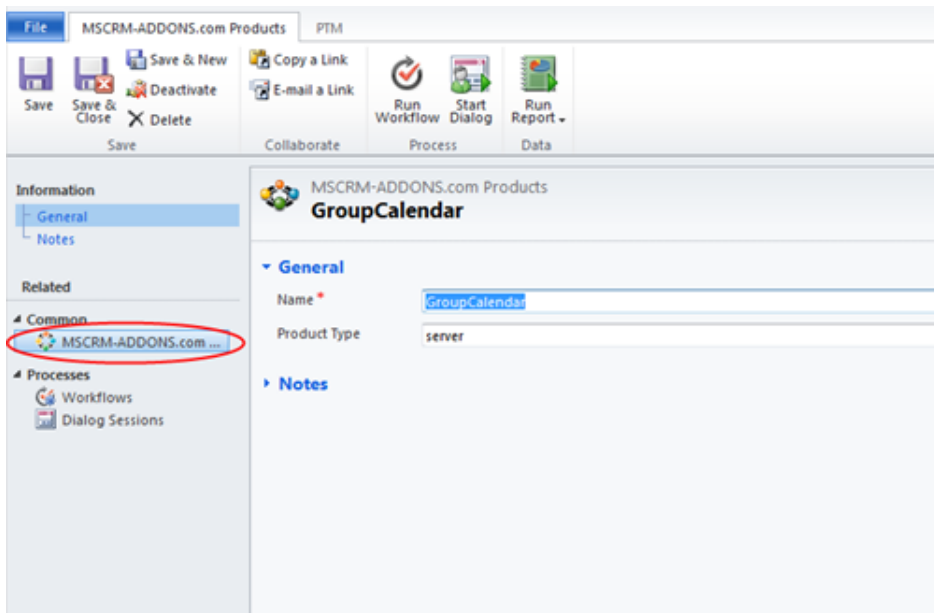 File
MSCRM-ADDONS.com Products
PTM
Save
Save &
Close
Save & New
Deactivate
Delete
Save
Copy a Link
E-mail a Link
Collaborate
Run
Workflow
Start
Dialog
Process
Run
Report
Data
Information
General
Notes
Related
Common
MSCRM-ADDONS.com ...
Processes
Workflows
Dialog Sessions
MSCRM-ADDONS.com Products
GroupCalendar
General
Name *
GroupCalendar
Product Type
server
Notes